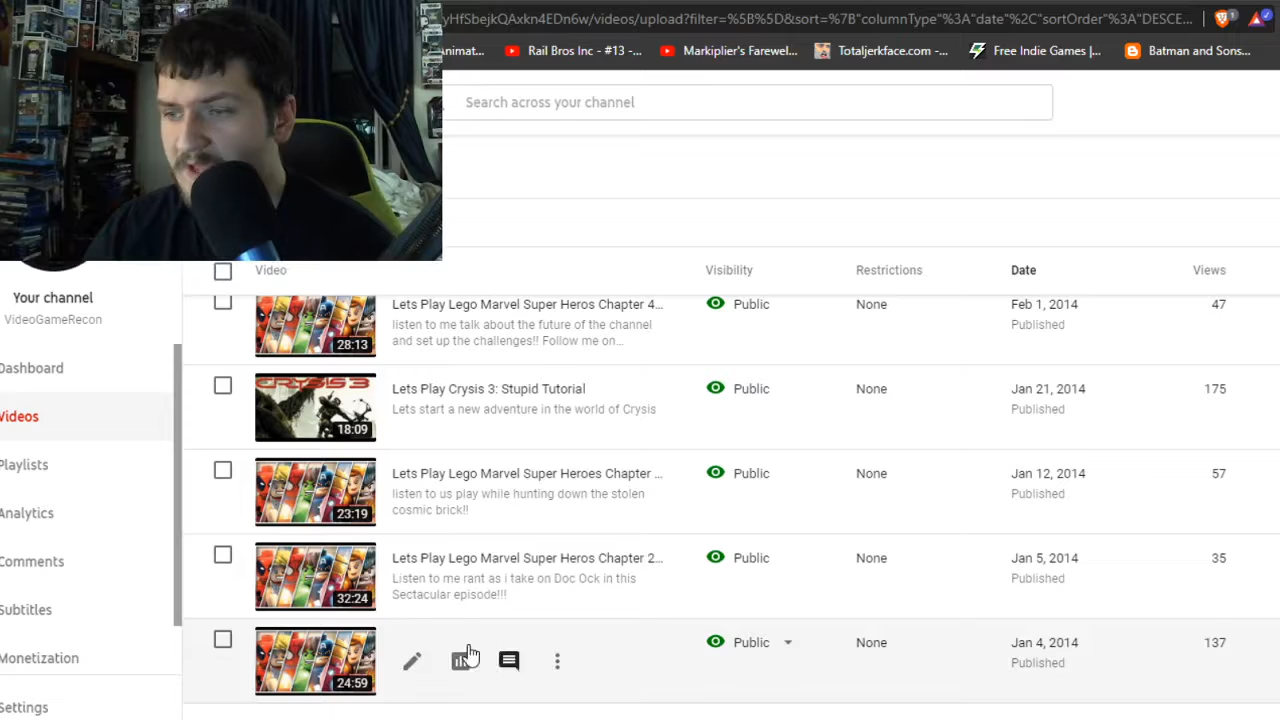 yHfSbejkQAxkn4EDn6w/videos/upload?filter=%5B%5D&sort=%7B"columnType"%3A"date"%2C"sortOrder"%3A"DESCE...
nimat... Rail Bros Inc - #13 -... Markiplier's Farewel... Totaljerkface.com -... Free Indie Games |... Batman and Sons...
Search across your channel
Video Visibility Restrictions Date Views
Your channel
VideoGameRecon
Dashboard
Videos
Playlists
Analytics
Comments
Subtitles
Monetization
Settings
Lets Play Lego Marvel Super Heros Chapter 4... Public None Feb 1, 2014 47
listen to me talk about the future of the channel Published
and set up the challenges!! Follow me on...
28:13
Lets Play Crysis 3: Stupid Tutorial Public None Jan 21, 2014 175
Lets start a new adventure in the world of Crysis Published
CRYSIS 3
18:09
Lets Play Lego Marvel Super Heroes Chapter ... Public None Jan 12, 2014 57
listen to us play while hunting down the stolen Published
cosmic brick!!
23:19
Lets Play Lego Marvel Super Heros Chapter 2... Public None Jan 5, 2014 35
Listen to me rant as i take on Doc Ock in this Published
Sectacular episode!!!
32:24
Public None Jan 4, 2014 137
Published
24:59